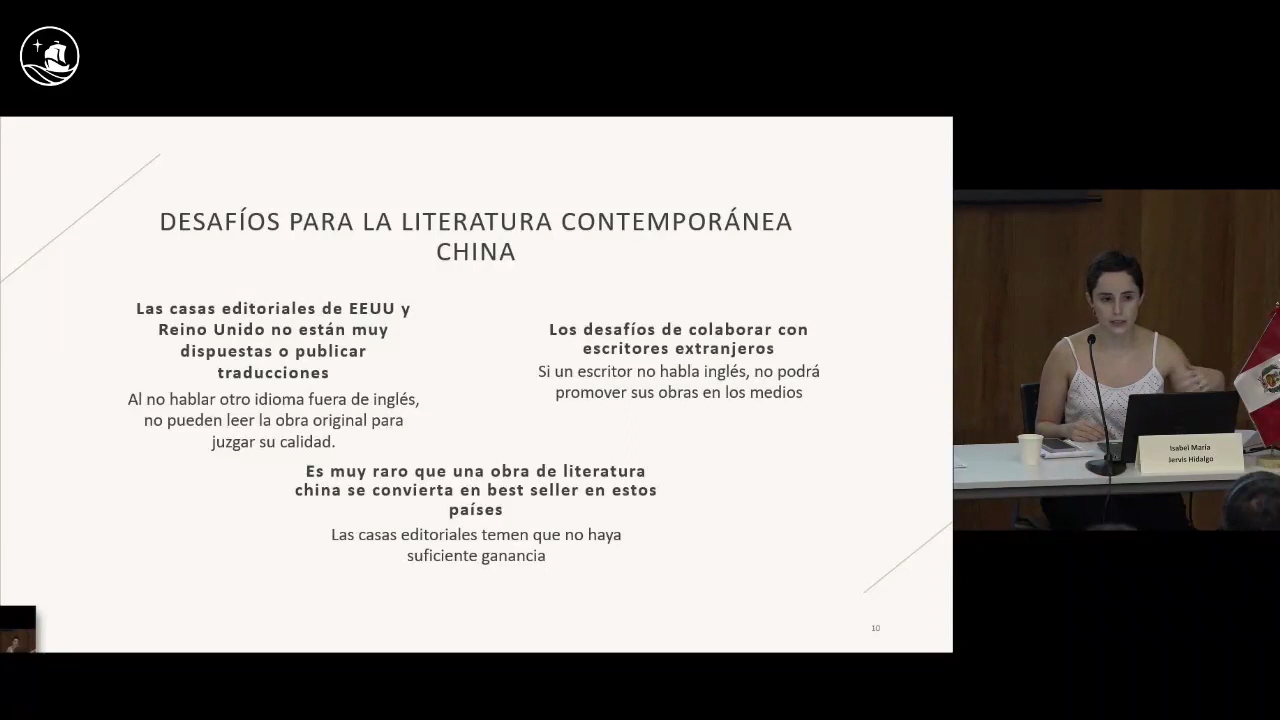 DESAFÍOS PARA LA LITERATURA CONTEMPORÁNEA
CHINA
Las casas editoriales de EEUU y
Reino Unido no están muy
dispuestas o publicar
traducciones
Al no hablar otro idioma fuera de inglés,
no pueden leer la obra original para
juzgar su calidad.
Los desafíos de colaborar con
escritores extranjeros
Si un escritor no habla inglés, no podrá
promover sus obras en los medios
Es muy raro que una obra de literatura
china se convierta en best seller en estos
países
Las casas editoriales temen que no haya
suficiente ganancia
10
Isabel María
Jervis Hidalgo